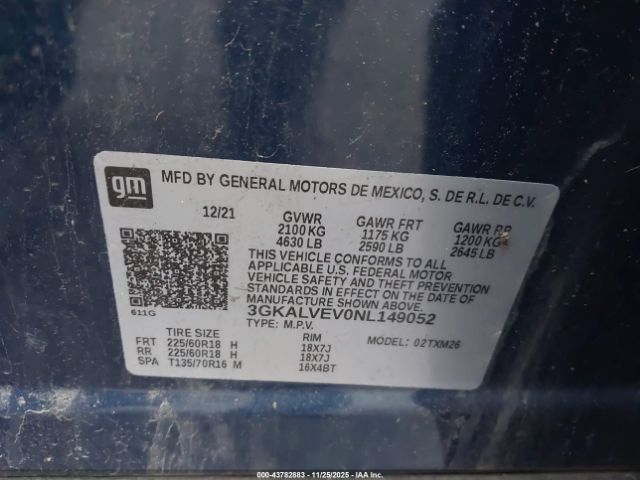 gm MFD BY GENERAL MOTORS DE MEXICO, S. DE R.L. DE C.V.
12/21 GVWR GAWR FRT GAWR RR
2100 KG 1175 KG 1200 KG
4630 LB 2590 LB 2645 LB
THIS VEHICLE CONFORMS TO ALL
APPLICABLE U.S. FEDERAL MOTOR
VEHICLE SAFETY AND THEFT PREVENTION
STANDARDS IN EFFECT ON THE DATE OF
MANUFACTURE SHOWN ABOVE.
611G 3GKALVEV0NL149052
TYPE: M.P.V. MODEL: 02TXM26
TIRE SIZE RIM
FRT 225/60R18 H 18X7J
RR 225/60R18 H 18X7J
SPA T135/70R16 M 16X4BT
000-43782883 - 11/25/2025 - IAA Inc.